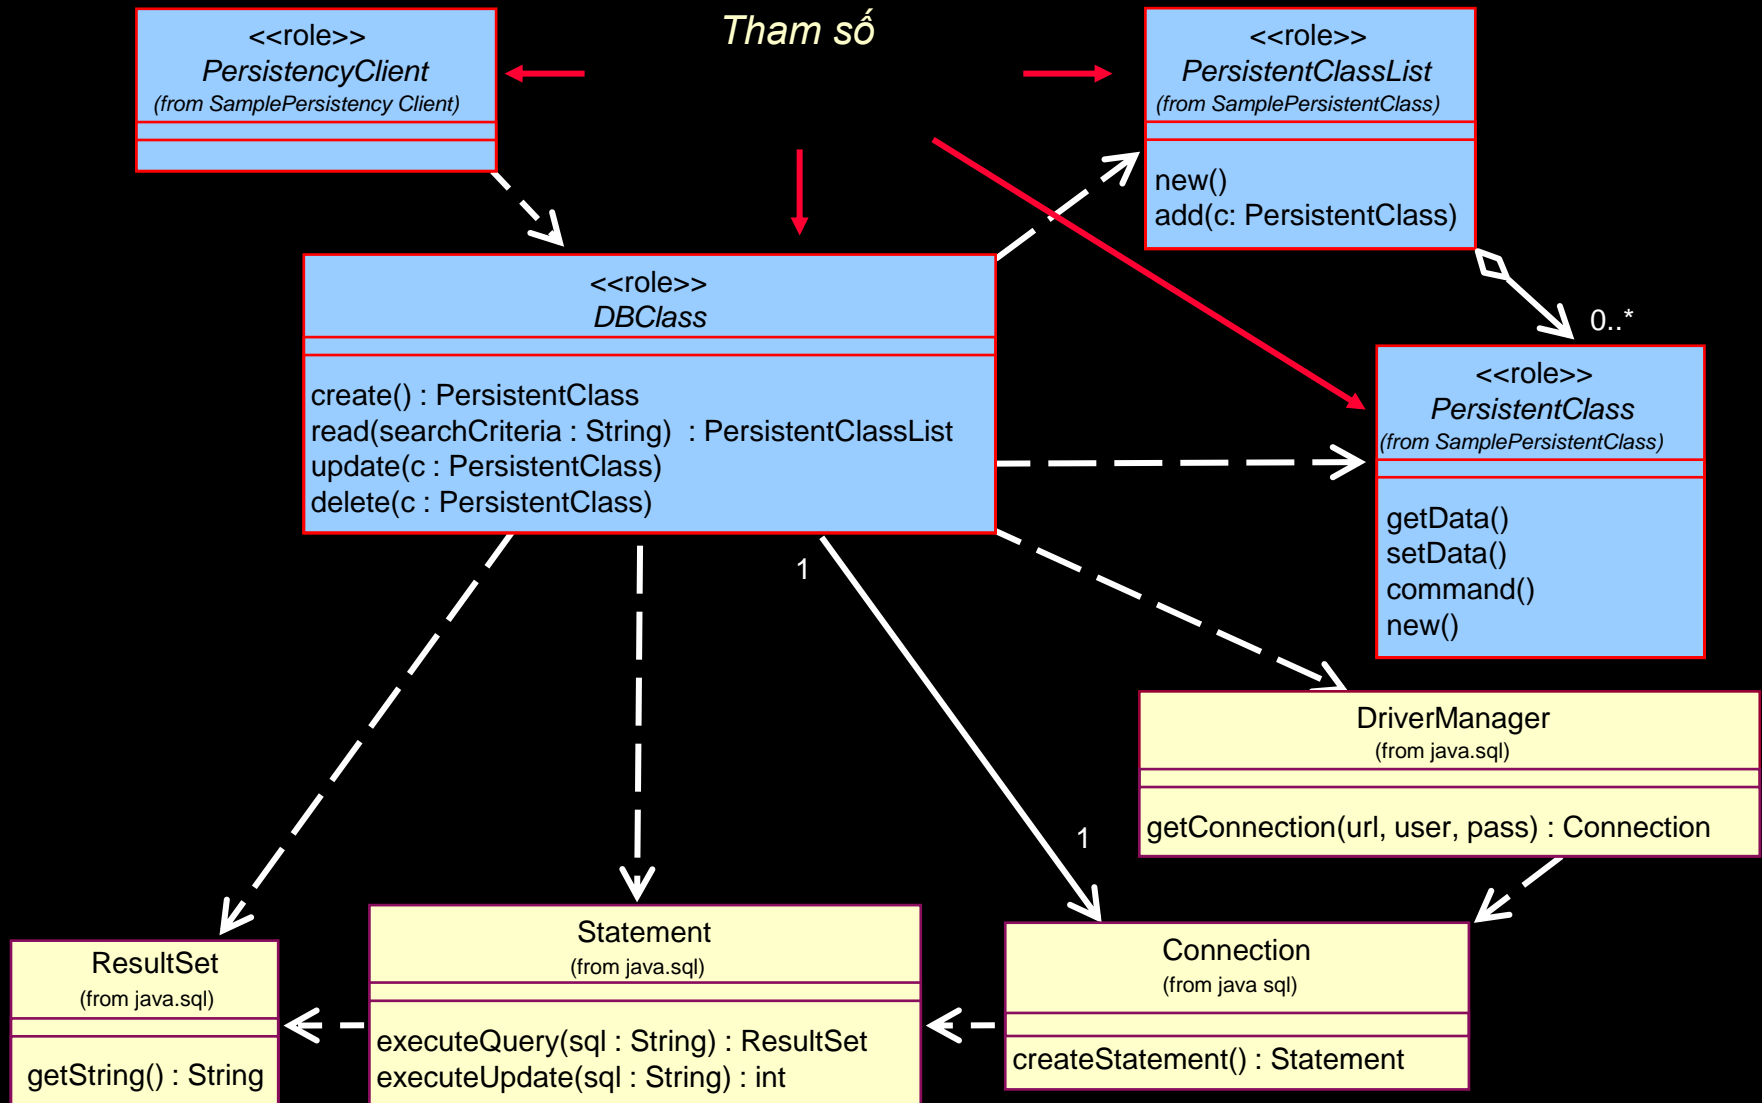 Tham số
<<role>>
PersistencyClient
(from SamplePersistency Client)
<<role>>
PersistentClassList
(from SamplePersistentClass)
new()
add(c: PersistentClass)
<<role>>
DBClass
create() : PersistentClass
read(searchCriteria : String) : PersistentClassList
update(c : PersistentClass)
delete(c : PersistentClass)
0..*
<<role>>
PersistentClass
(from SamplePersistentClass)
getData()
setData()
command()
new()
1
1
DriverManager
(from java.sql)
getConnection(url, user, pass) : Connection
ResultSet
(from java.sql)
getString() : String
Statement
(from java.sql)
executeQuery(sql : String) : ResultSet
executeUpdate(sql : String) : int
Connection
(from java sql)
createStatement() : Statement